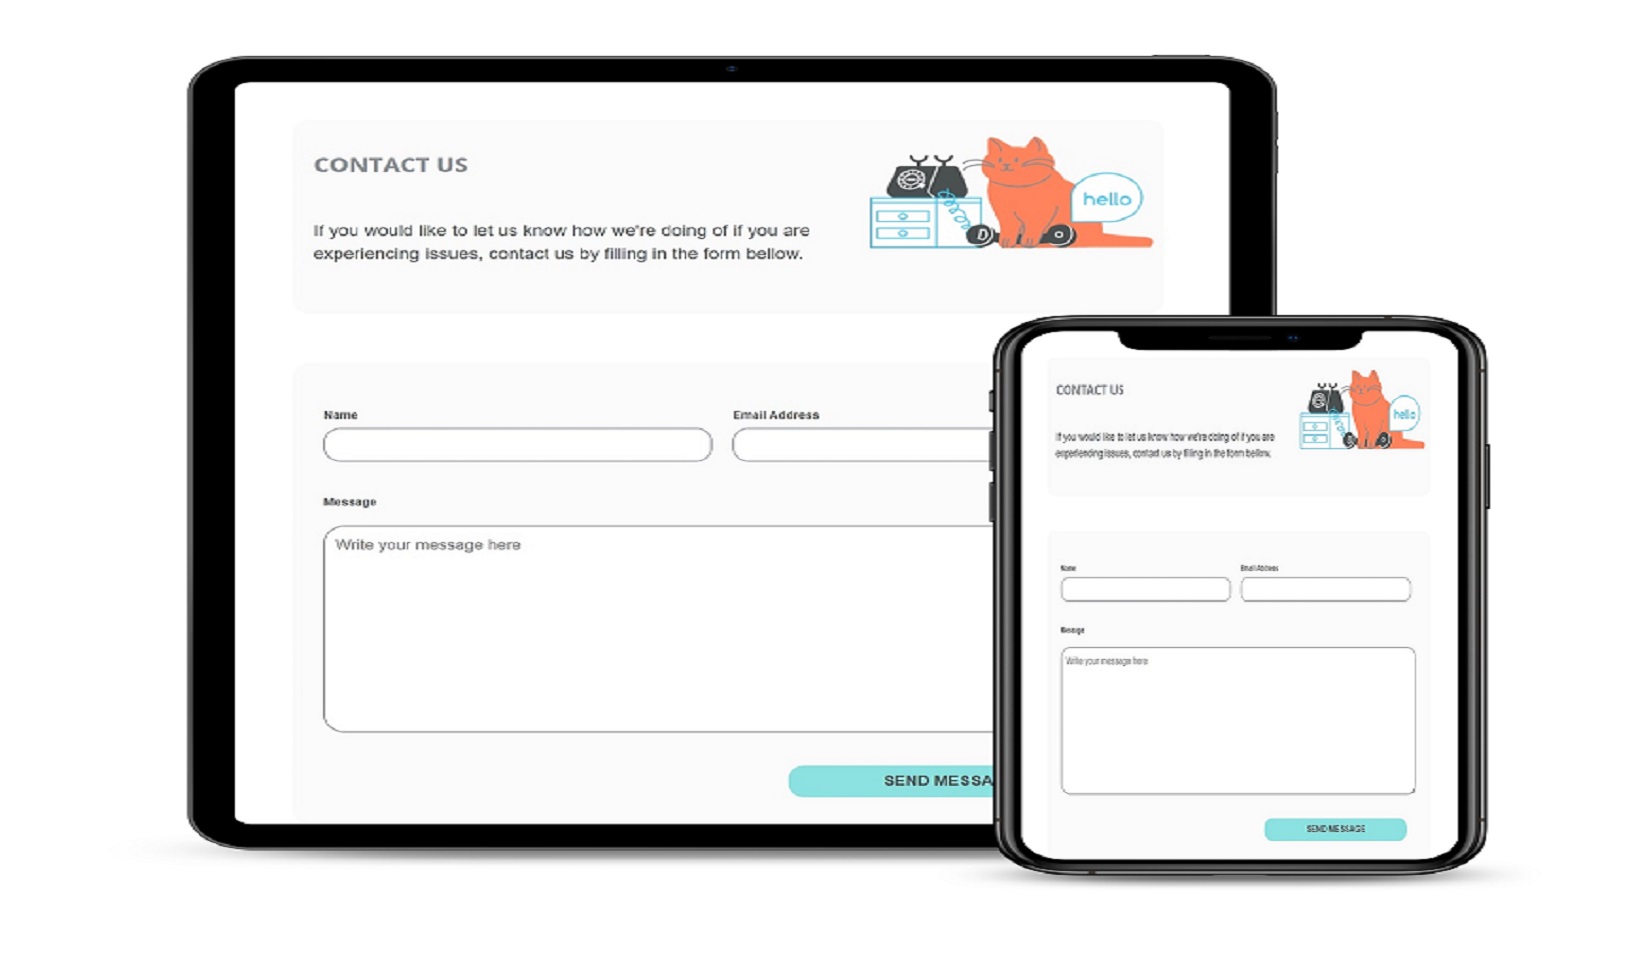 CONTACT US
hello
If you would like to let us know how we're doing of if you are
experiencing issues, contact us by filling in the form bellow.
Name
Email Address
Message
Write your message here
SEND MESSA
CONTACT US
hello
If you would like to let us know how we're doing of if you are
experiencing issues, contact us by filling in the form bellow.
Name
Email Address
Message
Write your message here
SEND MESSAGE